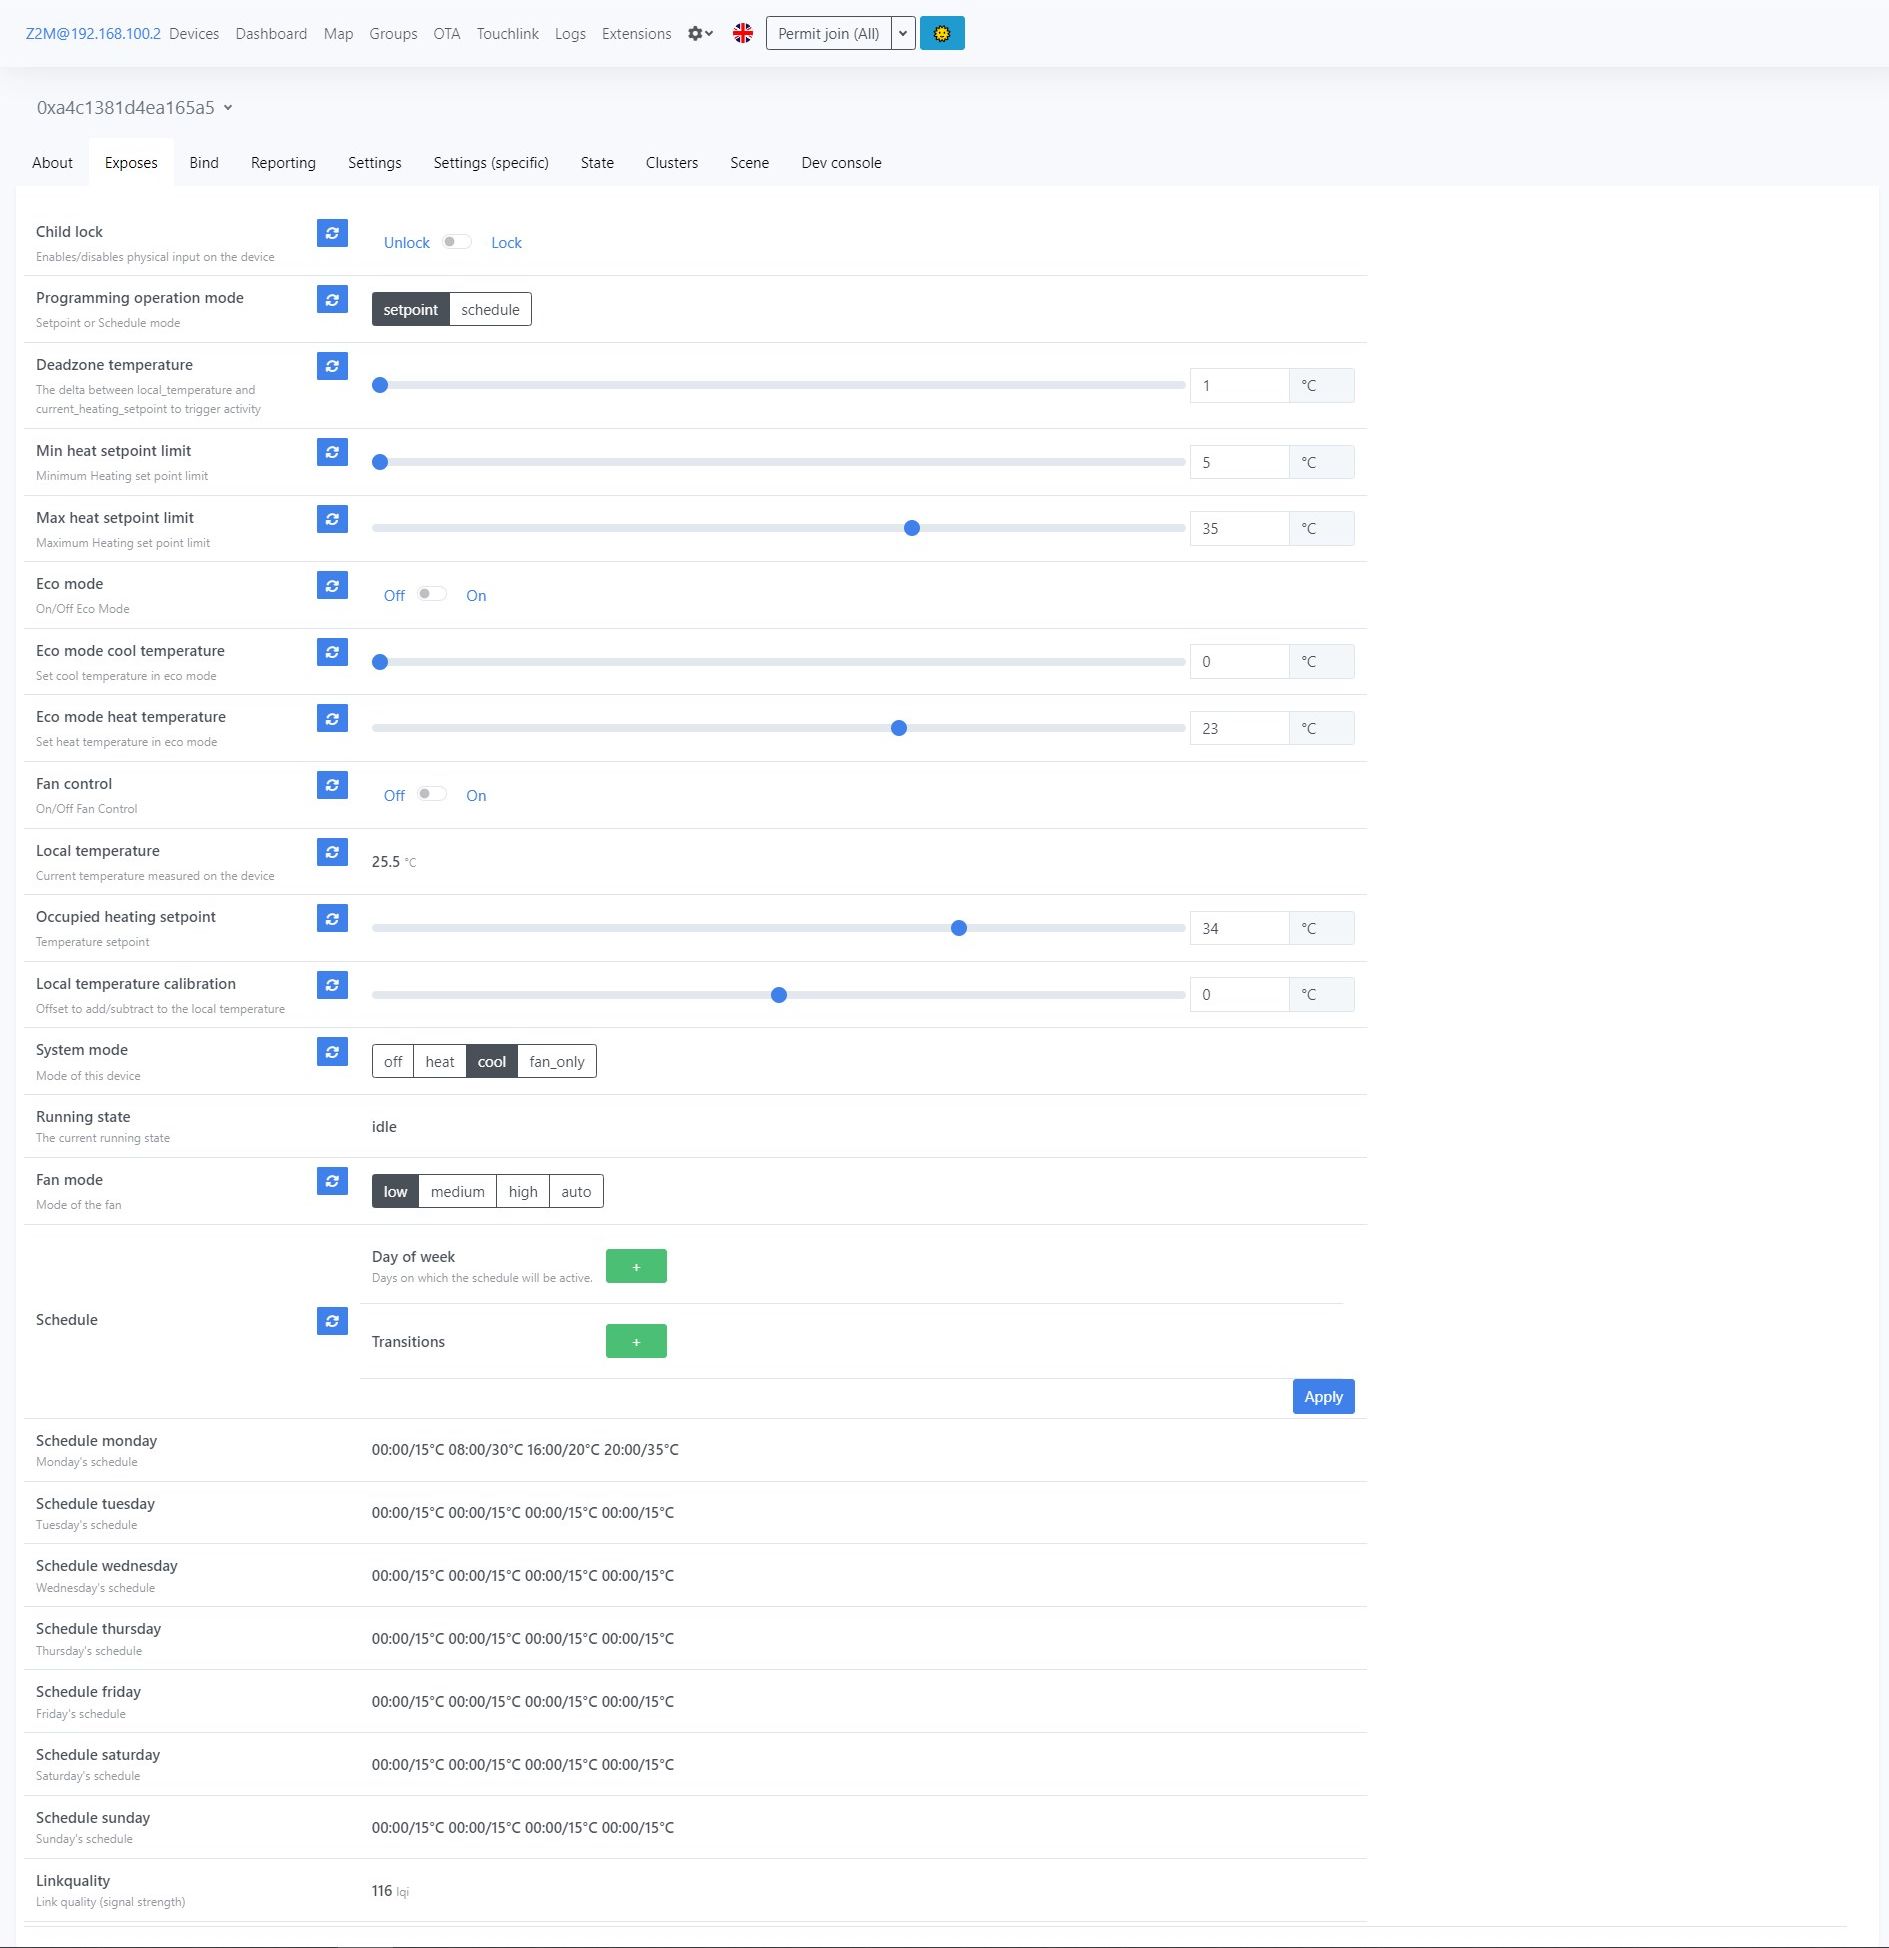 Z2M@192.168.100.2 Devices Dashboard Map Groups OTA Touchlink Logs Extensions Permit join (All)
0xa4c1381d4ea165a5
About Exposes Bind Reporting Settings Settings (specific) State Clusters Scene Dev console
Child lock
Enables/disables physical input on the device
Unlock Lock
Programming operation mode
Setpoint or Schedule mode
setpoint schedule
Deadzone temperature
The delta between local_temperature and
current_heating_setpoint to trigger activity
1 °C
Min heat setpoint limit
Minimum Heating set point limit
5 °C
Max heat setpoint limit
Maximum Heating set point limit
35 °C
Eco mode
On/Off Eco Mode
Off On
Eco mode cool temperature
Set cool temperature in eco mode
0 °C
Eco mode heat temperature
Set heat temperature in eco mode
23 °C
Fan control
On/Off Fan Control
Off On
Local temperature
Current temperature measured on the device
25.5 °C
Occupied heating setpoint
Temperature setpoint
34 °C
Local temperature calibration
Offset to add/subtract to the local temperature
0 °C
System mode
Mode of this device
off heat cool fan_only
Running state
The current running state
idle
Fan mode
Mode of the fan
low medium high auto
Schedule
Day of week
Days on which the schedule will be active.
+
Transitions
+
Apply
Schedule monday
Monday's schedule
00:00/15°C 08:00/30°C 16:00/20°C 20:00/35°C
Schedule tuesday
Tuesday's schedule
00:00/15°C 00:00/15°C 00:00/15°C 00:00/15°C
Schedule wednesday
Wednesday's schedule
00:00/15°C 00:00/15°C 00:00/15°C 00:00/15°C
Schedule thursday
Thursday's schedule
00:00/15°C 00:00/15°C 00:00/15°C 00:00/15°C
Schedule friday
Friday's schedule
00:00/15°C 00:00/15°C 00:00/15°C 00:00/15°C
Schedule saturday
Saturday's schedule
00:00/15°C 00:00/15°C 00:00/15°C 00:00/15°C
Schedule sunday
Sunday's schedule
00:00/15°C 00:00/15°C 00:00/15°C 00:00/15°C
Linkquality
Link quality (signal strength)
116 lqi